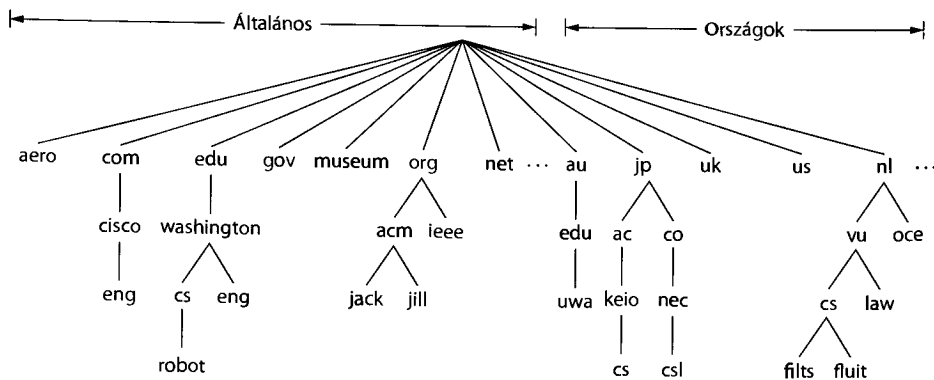 Általános Országok
aero com edu gov museum org net ... au jp uk us nl ...
cisco washington acm ieee edu ac co vu oce
eng cs eng jack jill uwa keio nec cs law
robot cs csl filts fluit